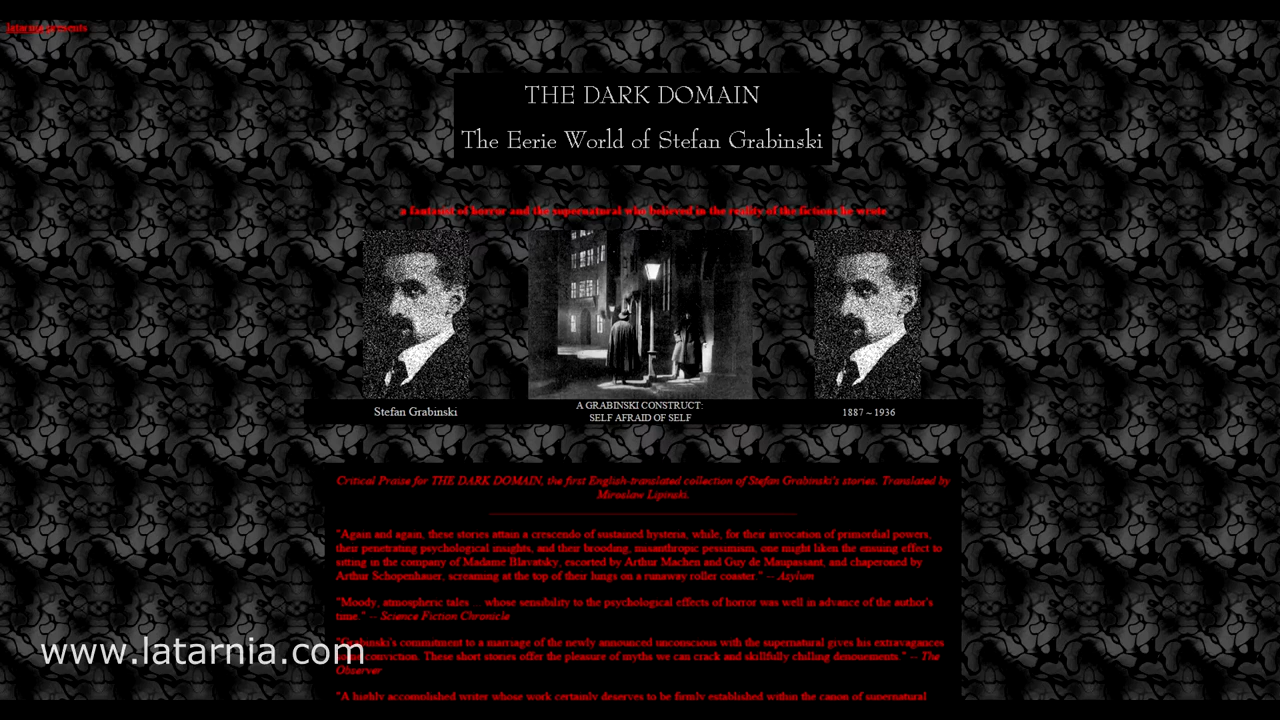 latarnia presents
THE DARK DOMAIN
The Eerie World of Stefan Grabinski
a fantasist of horror and the supernatural who believed in the reality of the fictions he wrote
Stefan Grabinski
A GRABINSKI CONSTRUCT:
SELF AFRAID OF SELF
1887 ~ 1936
Critical Praise for THE DARK DOMAIN, the first English-translated collection of Stefan Grabinski's stories. Translated by
Miroslaw Lipinski.
"Again and again, these stories attain a crescendo of sustained hysteria, while, for their invocation of primordial powers,
their penetrating psychological insights, and their brooding, misanthropic pessimism, one might liken the ensuing effect to
sitting in the company of Madame Blavatsky, escorted by Arthur Machen and Guy de Maupassant, and chaperoned by
Arthur Schopenhauer, screaming at the top of their lungs on a runaway roller coaster." -- Asylum
"Moody, atmospheric tales . . . whose sensibility to the psychological effects of horror was well in advance of the author's
time." -- Science Fiction Chronicle
"Grabinski's commitment to a marriage of the newly announced unconscious with the supernatural gives his extravagances
conviction. These short stories offer the pleasure of myths we can crack and skillfully chilling denouements." -- The
Observer
www.latarnia.com
"A highly accomplished writer whose work certainly deserves to be firmly established within the canon of supernatural